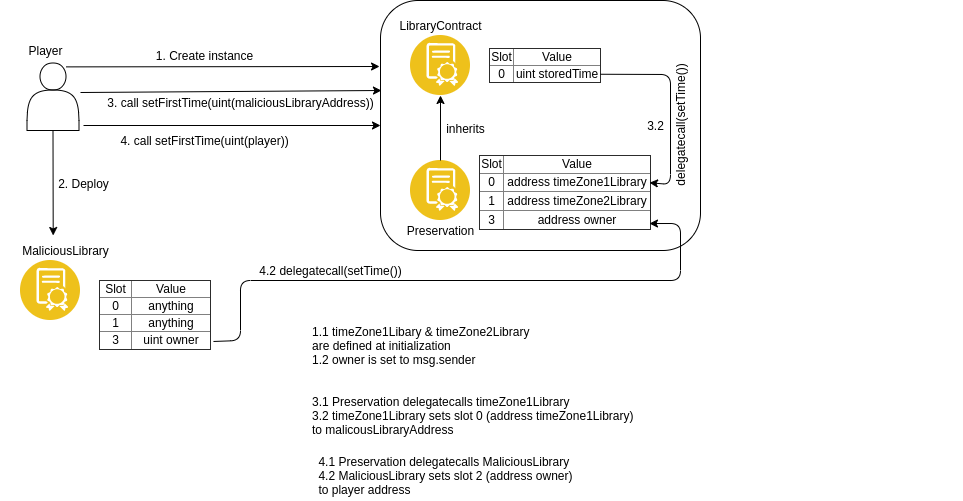 LibraryContract
Player
1. Create instance
Slot Value
0 uint storedTime
delegatecall(setTime())
3. call setFirstTime(uint(maliciousLibraryAddress))
3.2
inherits
4. call setFirstTime(uint(player))
Slot Value
0 address timeZone1Library
1 address timeZone2Library
3 address owner
2. Deploy
Preservation
MaliciousLibrary
4.2 delegatecall(setTime())
Slot Value
0 anything
1 anything
3 uint owner
1.1 timeZone1Libary & timeZone2Library
are defined at initialization
1.2 owner is set to msg.sender
3.1 Preservation delegatecalls timeZone1Library
3.2 timeZone1Library sets slot 0 (address timeZone1Library)
to malicousLibraryAddress
4.1 Preservation delegatecalls MaliciousLibrary
4.2 MaliciousLibrary sets slot 2 (address owner)
to player address